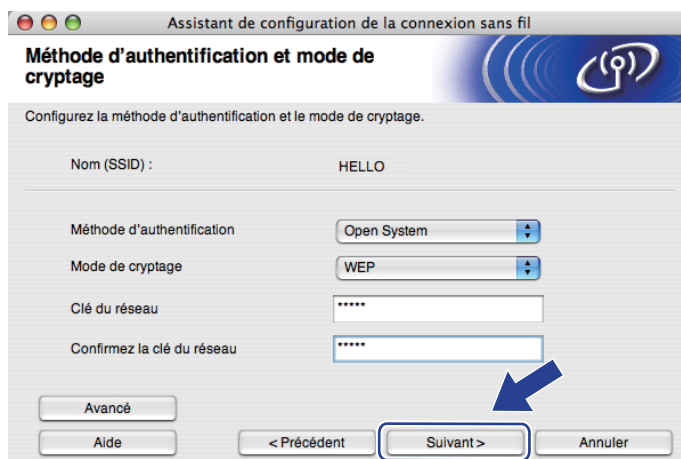 Assistant de configuration de la connexion sans fil
Méthode d'authentification et mode de
cryptage
Configurez la méthode d'authentification et le mode de cryptage.
Nom (SSID) : HELLO
Méthode d'authentification Open System
Mode de cryptage WEP
Clé du réseau *****
Confirmez la clé du réseau *****
Avancé
Aide < Précédent Suivant > Annuler